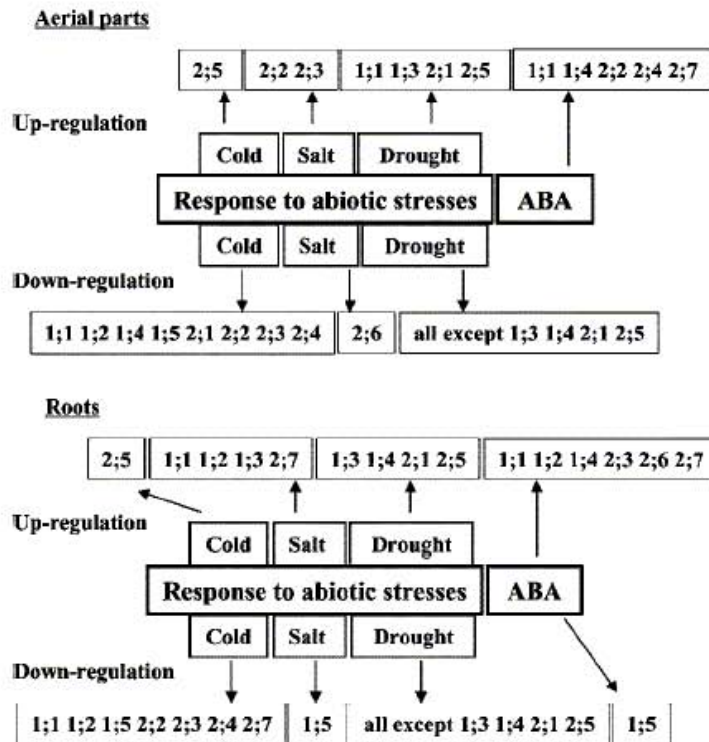 Aerial parts
2;5 2;2 2;3 1;1 1;3 2;1 2;5 1;1 1;4 2;2 2;4 2;7
Up-regulation
Cold Salt Drought
Response to abiotic stresses ABA
Cold Salt Drought
Down-regulation
1;1 1;2 1;4 1;5 2;1 2;2 2;3 2;4 2;6 all except 1;3 1;4 2;1 2;5
Roots
2;5 1;1 1;2 1;3 2;7 1;3 1;4 2;1 2;5 1;1 1;2 1;4 2;3 2;6 2;7
Up-regulation
Cold Salt Drought
Response to abiotic stresses ABA
Cold Salt Drought
Down-regulation
1;1 1;2 1;5 2;2 2;3 2;4 2;7 1;5 all except 1;3 1;4 2;1 2;5 1;5